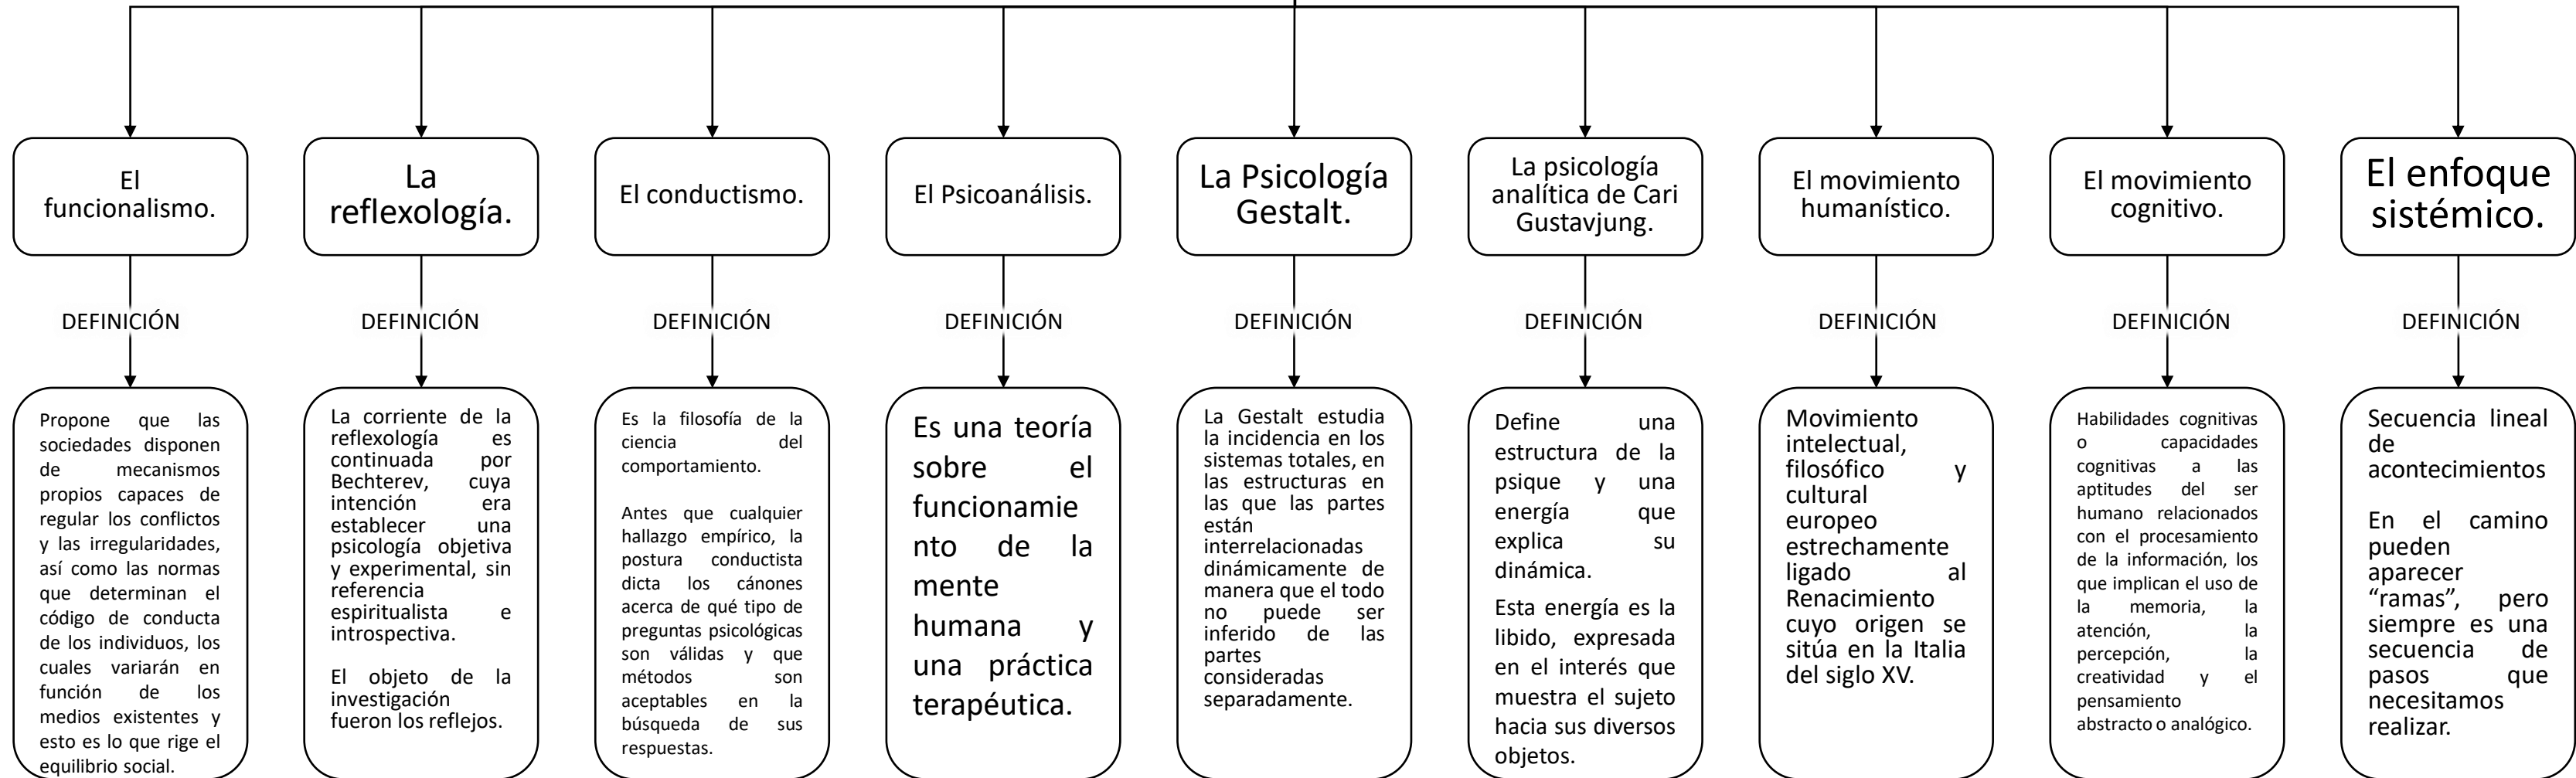 El
funcionalismo.
La
reflexología.
El conductismo.
El Psicoanálisis.
La Psicología
Gestalt.
La psicología
analítica de Cari
Gustavjung.
El movimiento
humanístico.
El movimiento
cognitivo.
El enfoque
sistémico.
DEFINICIÓN
DEFINICIÓN
DEFINICIÓN
DEFINICIÓN
DEFINICIÓN
DEFINICIÓN
DEFINICIÓN
DEFINICIÓN
DEFINICIÓN
Propone que las
sociedades disponen
de mecanismos
propios capaces de
regular los conflictos
y las irregularidades,
así como las normas
que determinan el
código de conducta
de los individuos, los
cuales variarán en
función de los
medios existentes y
esto es lo que rige el
equilibrio social.
La corriente de la
reflexología es
continuada por
Bechterev, cuya
intención era
establecer una
psicología objetiva
y experimental, sin
referencia
espiritualista e
introspectiva.
El objeto de la
investigación
fueron los reflejos.
Es la filosofía de la
ciencia del
comportamiento.
Antes que cualquier
hallazgo empírico, la
postura conductista
dicta los cánones
acerca de qué tipo de
preguntas psicológicas
son válidas y que
métodos son
aceptables en la
búsqueda de sus
respuestas.
Es una teoría
sobre el
funcionamie
nto de la
mente
humana y
una práctica
terapéutica.
La Gestalt estudia
la incidencia en los
sistemas totales, en
las estructuras en
las que las partes
están
interrelacionadas
dinámicamente de
manera que el todo
no puede ser
inferido de las
partes
consideradas
separadamente.
Define una
estructura de la
psique y una
energía que
explica su
dinámica.
Esta energía es la
libido, expresada
en el interés que
muestra el sujeto
hacia sus diversos
objetos.
Movimiento
intelectual,
filosófico y
cultural
europeo
estrechamente
ligado al
Renacimiento
cuyo origen se
sitúa en la Italia
del siglo XV.
Habilidades cognitivas
o capacidades
cognitivas a las
aptitudes del ser
humano relacionados
con el procesamiento
de la información, los
que implican el uso de
la memoria, la
atención, la
percepción, la
creatividad y el
pensamiento
abstracto o analógico.
Secuencia lineal
de
acontecimientos
En el camino
pueden
aparecer
“ramas”, pero
siempre es una
secuencia de
pasos que
necesitamos
realizar.